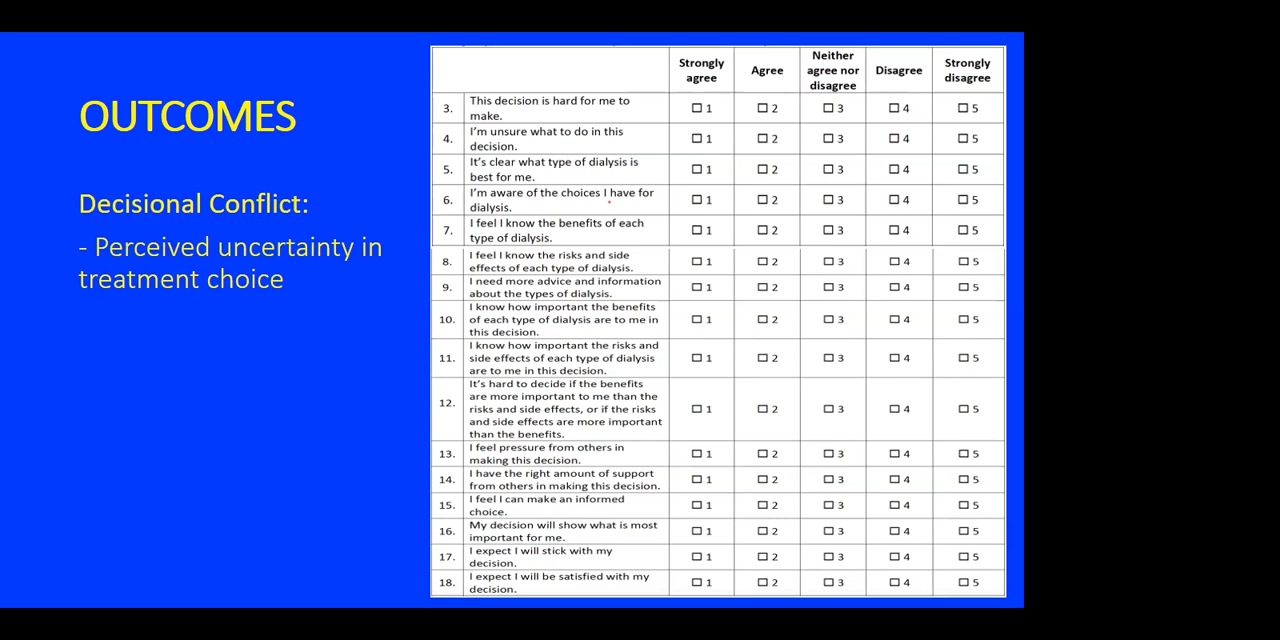 OUTCOMES
Decisional Conflict:
- Perceived uncertainty in
treatment choice
Strongly agree Agree Neither agree nor disagree Disagree Strongly disagree
3. This decision is hard for me to make. ☐ 1 ☐ 2 ☐ 3 ☐ 4 ☐ 5
4. I'm unsure what to do in this decision. ☐ 1 ☐ 2 ☐ 3 ☐ 4 ☐ 5
5. It's clear what type of dialysis is best for me. ☐ 1 ☐ 2 ☐ 3 ☐ 4 ☐ 5
6. I'm aware of the choices I have for dialysis. ☐ 1 ☐ 2 ☐ 3 ☐ 4 ☐ 5
7. I feel I know the benefits of each type of dialysis. ☐ 1 ☐ 2 ☐ 3 ☐ 4 ☐ 5
8. I feel I know the risks and side effects of each type of dialysis. ☐ 1 ☐ 2 ☐ 3 ☐ 4 ☐ 5
9. I need more advice and information about the types of dialysis. ☐ 1 ☐ 2 ☐ 3 ☐ 4 ☐ 5
10. I know how important the benefits of each type of dialysis are to me in this decision. ☐ 1 ☐ 2 ☐ 3 ☐ 4 ☐ 5
11. I know how important the risks and side effects of each type of dialysis are to me in this decision. ☐ 1 ☐ 2 ☐ 3 ☐ 4 ☐ 5
12. It's hard to decide if the benefits are more important to me than the risks and side effects, or if the risks and side effects are more important than the benefits. ☐ 1 ☐ 2 ☐ 3 ☐ 4 ☐ 5
13. I feel pressure from others in making this decision. ☐ 1 ☐ 2 ☐ 3 ☐ 4 ☐ 5
14. I have the right amount of support from others in making this decision. ☐ 1 ☐ 2 ☐ 3 ☐ 4 ☐ 5
15. I feel I can make an informed choice. ☐ 1 ☐ 2 ☐ 3 ☐ 4 ☐ 5
16. My decision will show what is most important for me. ☐ 1 ☐ 2 ☐ 3 ☐ 4 ☐ 5
17. I expect I will stick with my decision. ☐ 1 ☐ 2 ☐ 3 ☐ 4 ☐ 5
18. I expect I will be satisfied with my decision. ☐ 1 ☐ 2 ☐ 3 ☐ 4 ☐ 5